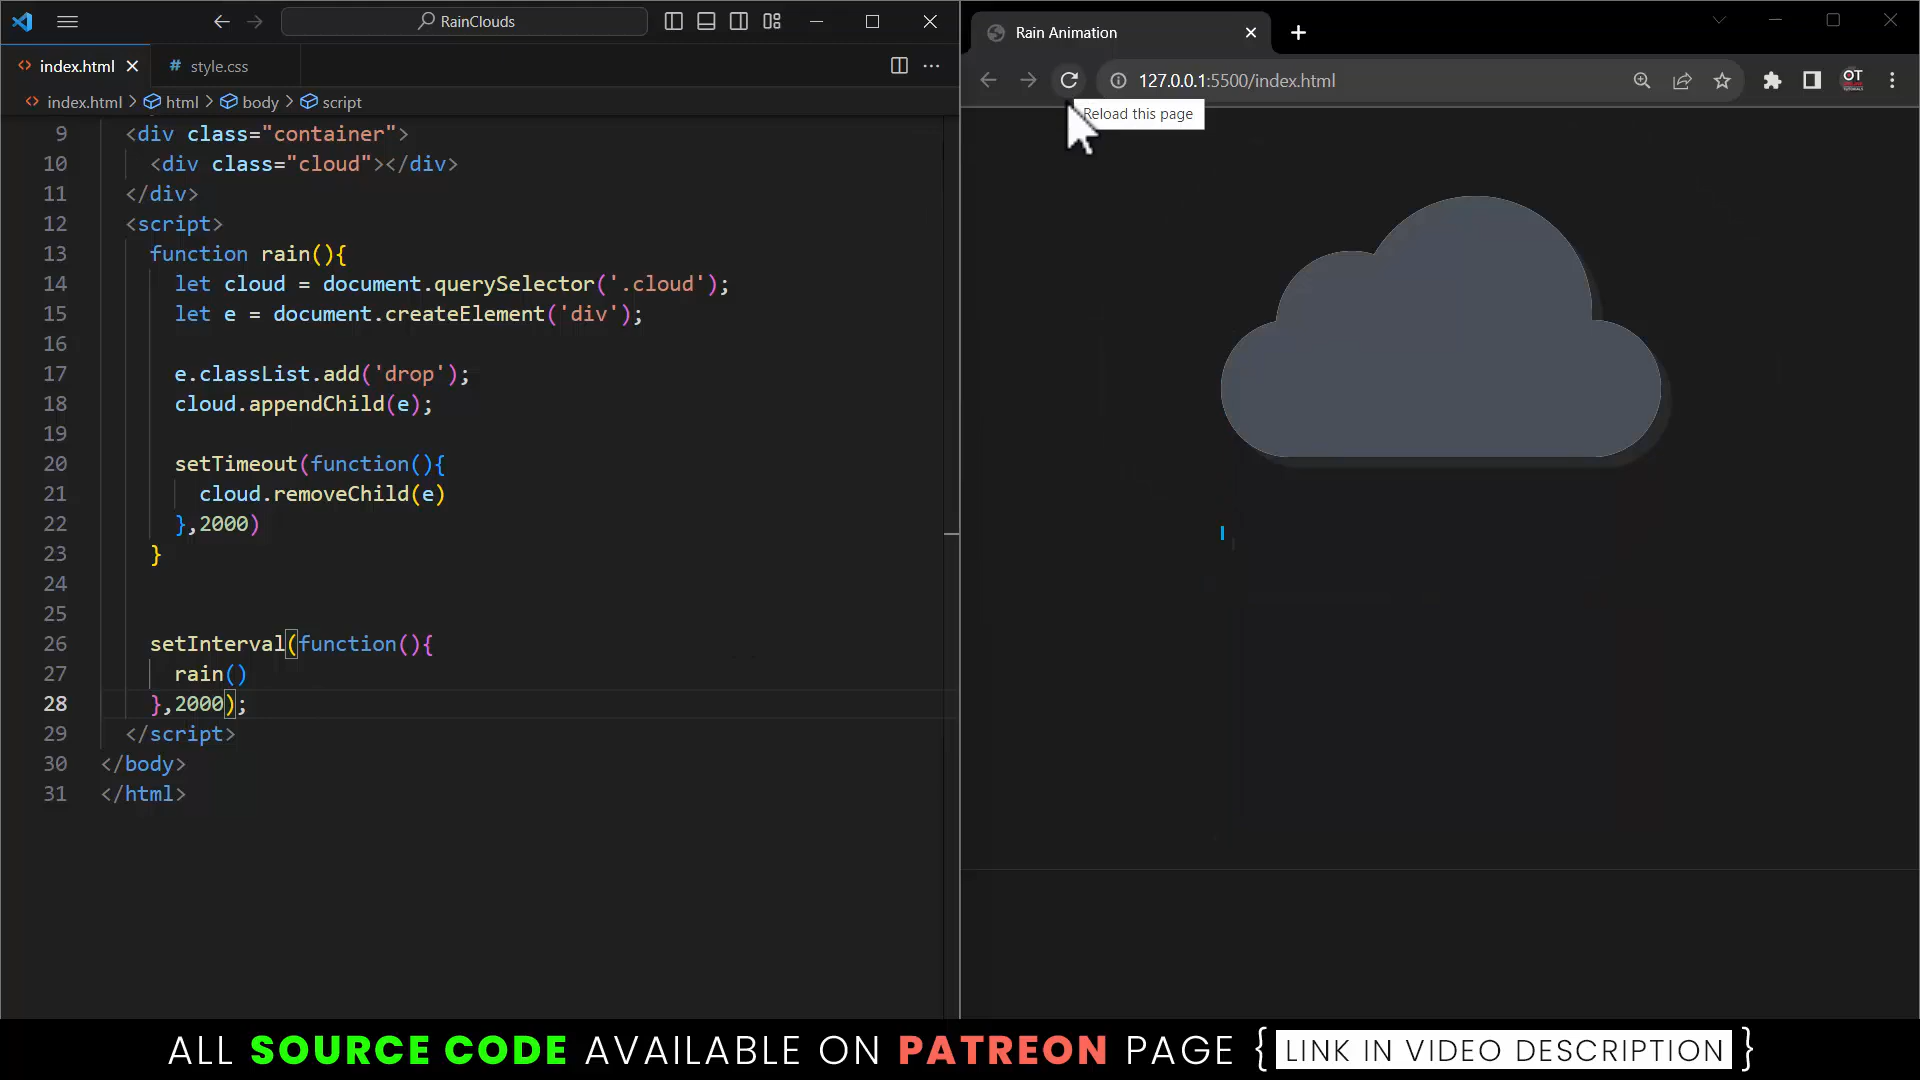 RainClouds
index.html
# style.css
index.html > html > body > script
9 <div class="container">
10 <div class="cloud"></div>
11 </div>
12 <script>
13 function rain(){
14 let cloud = document.querySelector('.cloud');
15 let e = document.createElement('div');
16
17 e.classList.add('drop');
18 cloud.appendChild(e);
19
20 setTimeout(function(){
21 cloud.removeChild(e)
22 },2000)
23 }
24
25
26 setInterval(function(){
27 rain()
28 },2000);
29 </script>
30 </body>
31 </html>
Rain Animation
127.0.0.1:5500/index.html
OT
Reload this page
ALL SOURCE CODE AVAILABLE ON PATREON PAGE { LINK IN VIDEO DESCRIPTION }